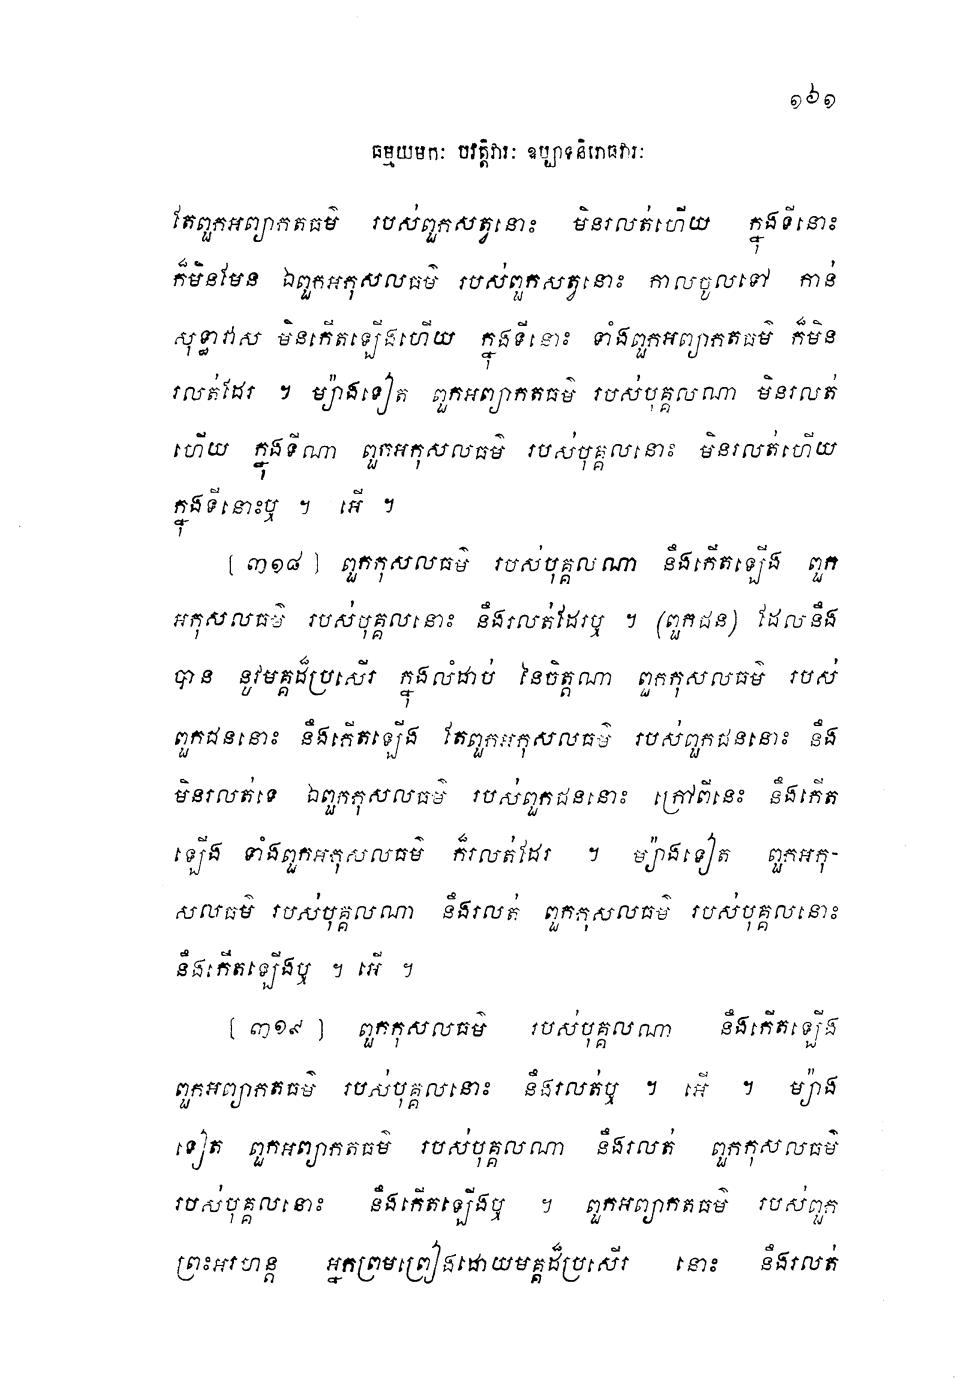 ១៦១
ធម្មយមកៈ បវត្តិវារៈ ឧប្បាទនិរោធវារៈ
តែពួកអព្យាកតធម៌ របស់ពួកសត្វនោះ មិនរលត់ហើយ ក្នុងទីនោះ
ក៏មិនមែន ឯពួកអកុសលធម៌ របស់ពួកសត្វនោះ កាលចូលទៅ កាន់
សុទ្ធាវាស មិនកើតឡើងហើយ ក្នុងទីនោះ ទាំងពួកអព្យាកតធម៌ ក៏មិន
រលត់ដែរ ។ ម្យ៉ាងទៀត ពួកអព្យាកតធម៌ របស់បុគ្គលណា មិនរលត់
ហើយ ក្នុងទីណា ពួកអកុសលធម៌ របស់បុគ្គលនោះ មិនរលត់ហើយ
ក្នុងទីនោះឬ ។ អើ ។
[ ៣១៨ ] ពួកកុសលធម៌ របស់បុគ្គលណា នឹងកើតឡើង ពួក
អកុសលធម៌ របស់បុគ្គលនោះ នឹងរលត់ដែរឬ ។ (ពួកជន) ដែលនឹង
បាន នូវមគ្គដ៏ប្រសើរ ក្នុងលំដាប់ នៃចិត្តណា ពួកកុសលធម៌ របស់
ពួកជននោះ នឹងកើតឡើង តែពួកអកុសលធម៌ របស់ពួកជននោះ នឹង
មិនរលត់ទេ ឯពួកកុសលធម៌ របស់ពួកជននោះ ក្រៅពីនេះ នឹងកើត
ឡើង ទាំងពួកអកុសលធម៌ ក៏រលត់ដែរ ។ ម្យ៉ាងទៀត ពួកអកុ-
សលធម៌ របស់បុគ្គលណា នឹងរលត់ ពួកកុសលធម៌ របស់បុគ្គលនោះ
នឹងកើតឡើងឬ ។ អើ ។
[ ៣១៩ ] ពួកកុសលធម៌ របស់បុគ្គលណា នឹងកើតឡើង
ពួកអព្យាកតធម៌ របស់បុគ្គលនោះ នឹងរលត់ឬ ។ អើ ។ ម្យ៉ាង
ទៀត ពួកអព្យាកតធម៌ របស់បុគ្គលណា នឹងរលត់ ពួកកុសលធម៌
របស់បុគ្គលនោះ នឹងកើតឡើងឬ ។ ពួកអព្យាកតធម៌ របស់ពួក
ព្រះអរហន្ត អ្នកព្រមព្រៀងដោយមគ្គដ៏ប្រសើរ នោះ នឹងរលត់